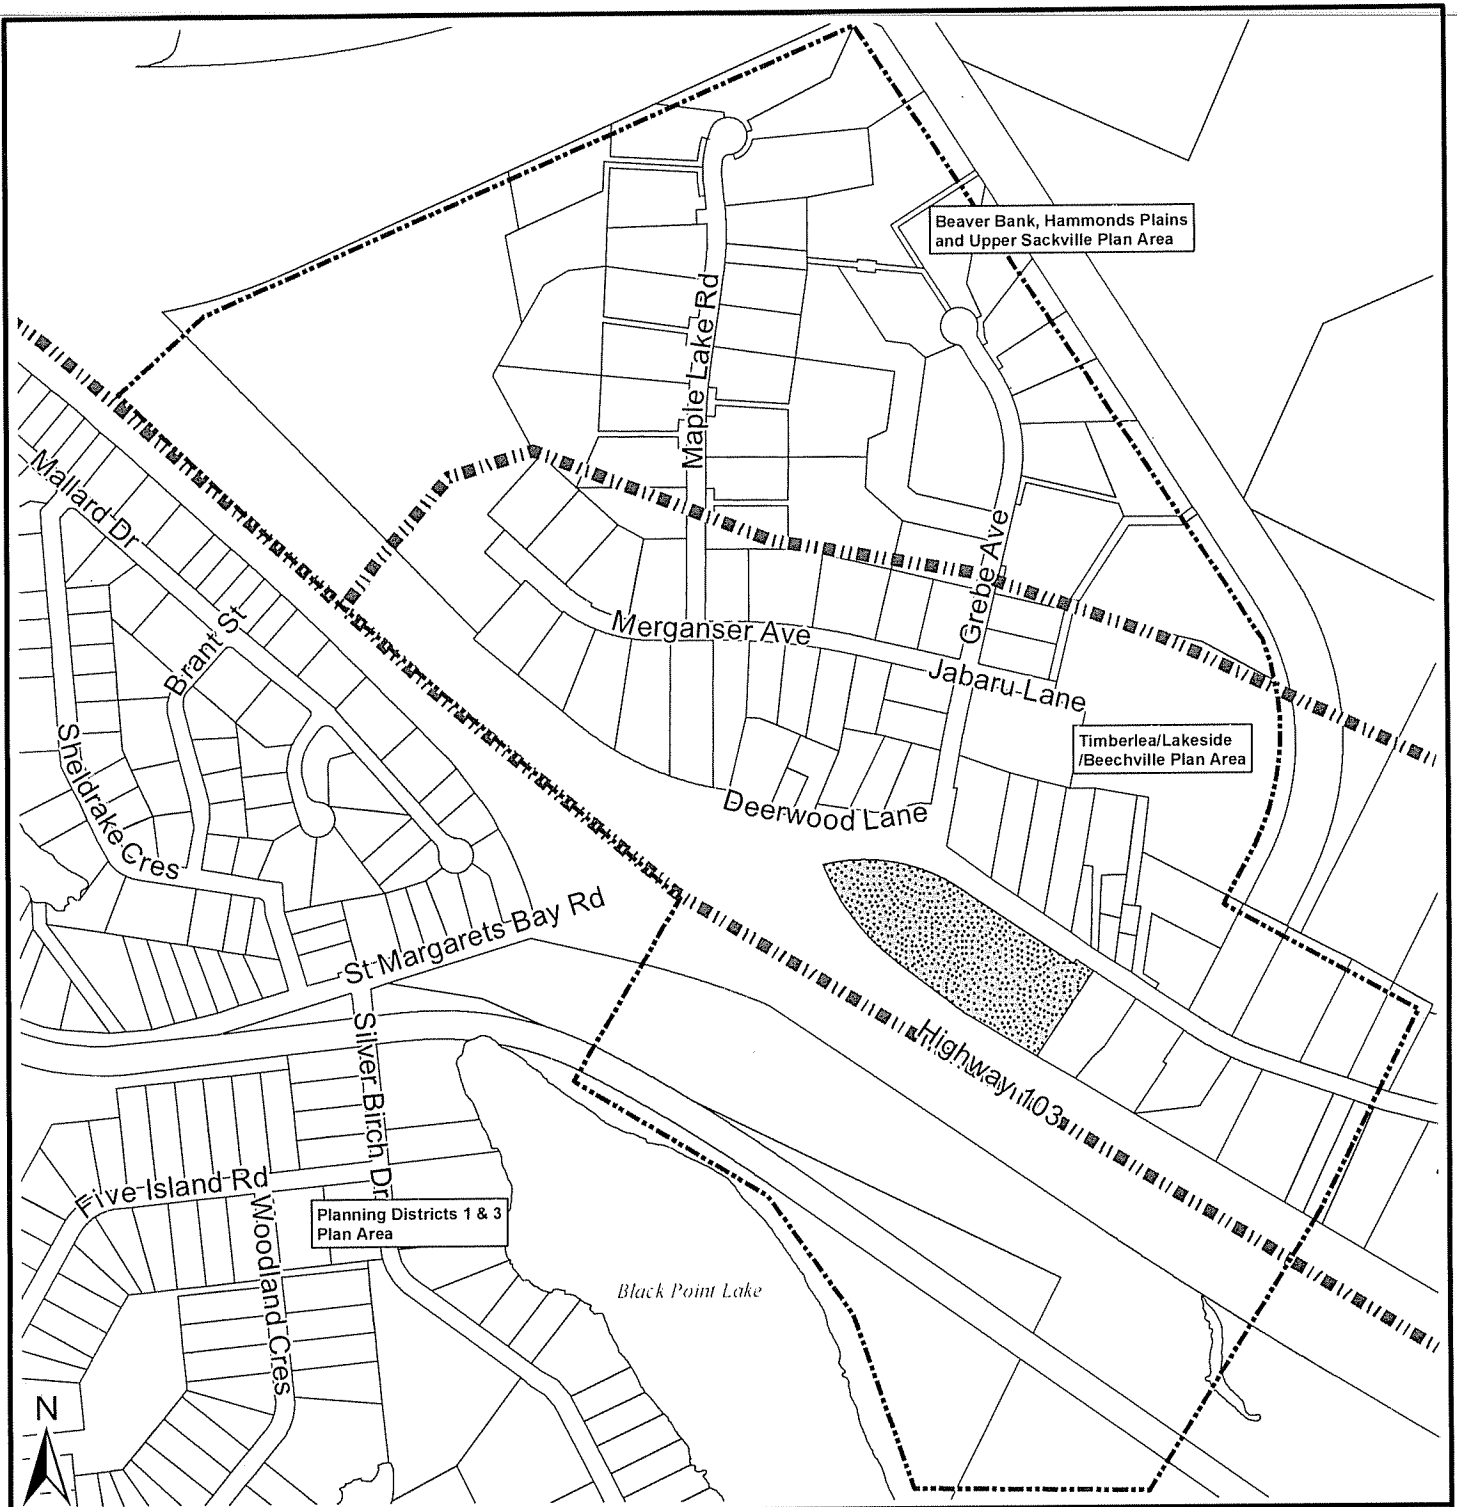 Beaver Bank, Hammonds Plains
and Upper Sackville Plan Area
Maple Lake Rd
Mallard Dr
Grebe Ave
Brant St
Merganser Ave
Jabaru Lane
Sheldrake Cres
Timberlea/Lakeside
/Beechville Plan Area
Deerwood Lane
St Margarets Bay Rd
Highway 103
Silver Birch Dr
Five Island Rd
Woodland Cres
Planning Districts 1 & 3
Plan Area
Black Point Lake
N